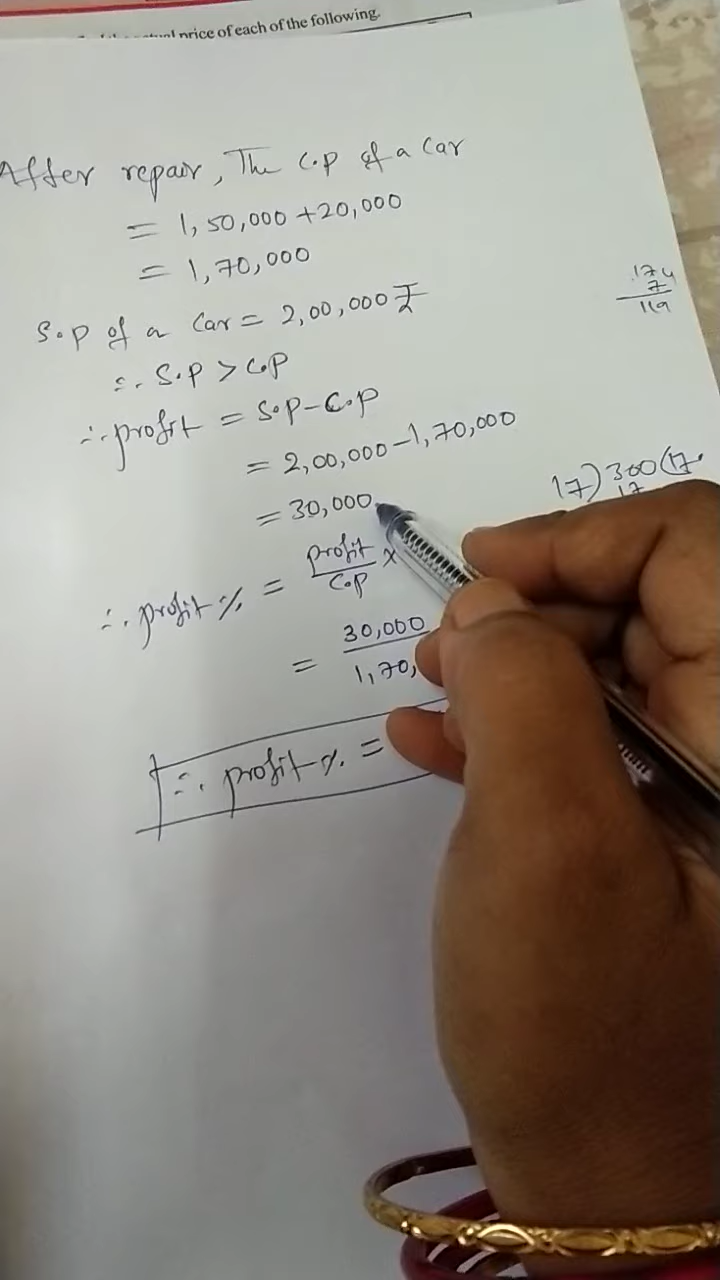 price of each of the following.
After repair, The C.P of a Car
= 1,50,000 + 20,000
= 1,70,000
S.P of a Car = 2,00,000 ₹
∴ S.P > C.P
∴ profit = S.P - C.P
= 2,00,000 - 1,70,000
= 30,000
∴ profit % = profit/C.P ×
= 30,000/1,70,
∴ profit % =
174
7
119
17) 300 (17.
17